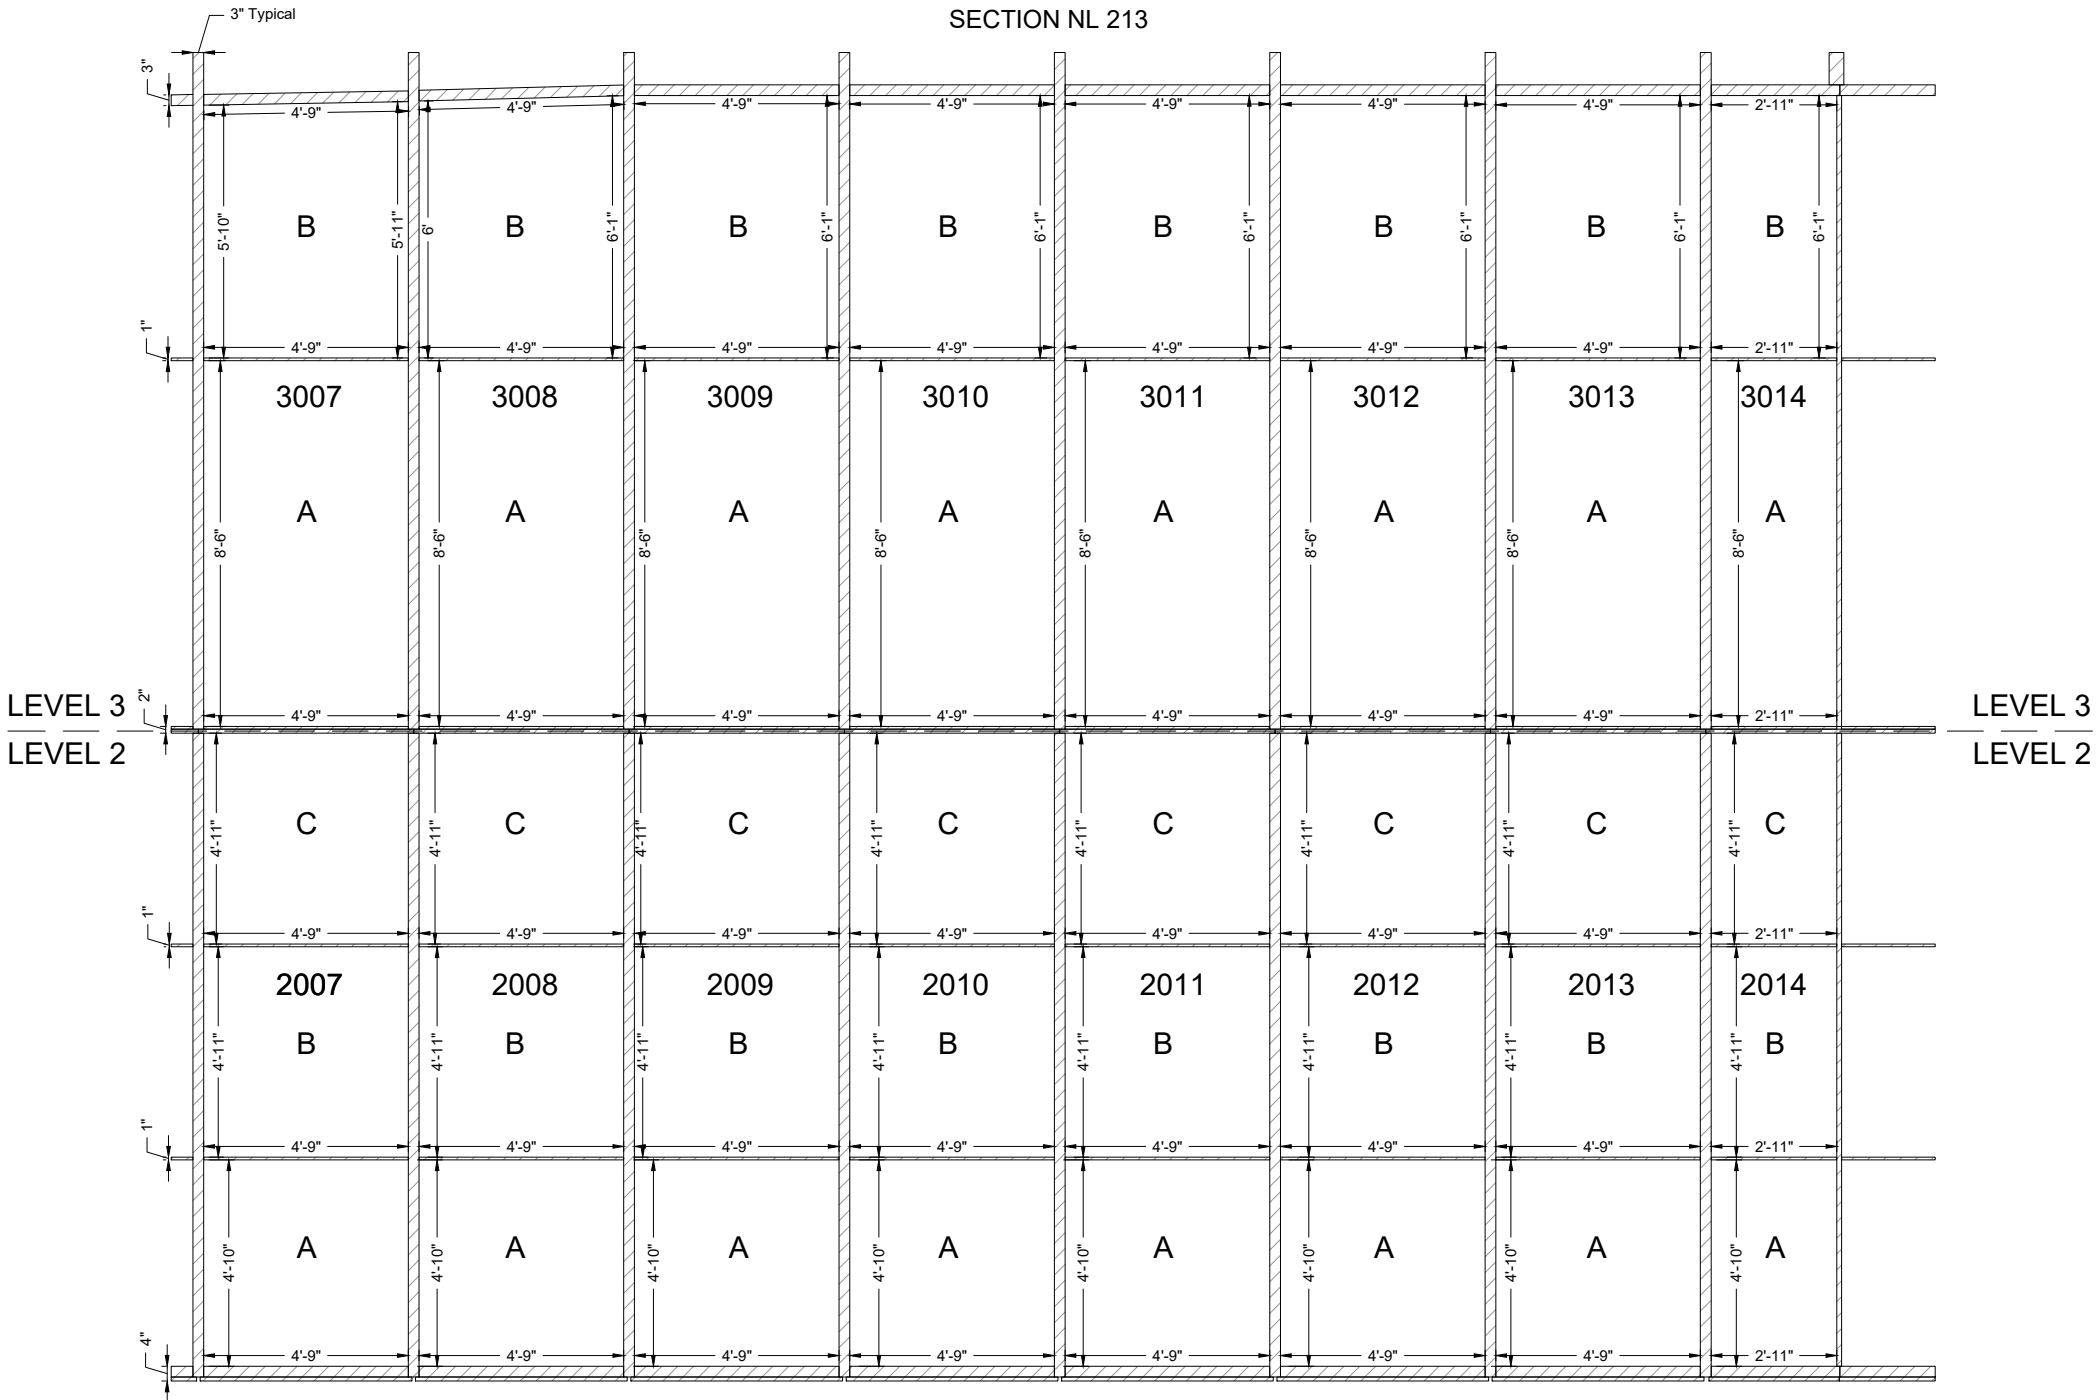 3" Typical
SECTION NL 213
3"
4'-9" 4'-9" 4'-9" 4'-9" 4'-9" 4'-9" 4'-9" 2'-11"
5'-10" 5'-11" 6' 6'-1" 6'-1" 6'-1" 6'-1" 6'-1" 6'-1" 6'-1"
B B B B B B B B
1"
4'-9" 4'-9" 4'-9" 4'-9" 4'-9" 4'-9" 4'-9" 2'-11"
3007 3008 3009 3010 3011 3012 3013 3014
A A A A A A A A
8'-6" 8'-6" 8'-6" 8'-6" 8'-6" 8'-6" 8'-6" 8'-6"
LEVEL 3 2" LEVEL 3
4'-9" 4'-9" 4'-9" 4'-9" 4'-9" 4'-9" 4'-9" 2'-11"
LEVEL 2 LEVEL 2
C C C C C C C C
4'-11" 4'-11" 4'-11" 4'-11" 4'-11" 4'-11" 4'-11" 4'-11"
1"
4'-9" 4'-9" 4'-9" 4'-9" 4'-9" 4'-9" 4'-9" 2'-11"
2007 2008 2009 2010 2011 2012 2013 2014
B B B B B B B B
4'-11" 4'-11" 4'-11" 4'-11" 4'-11" 4'-11" 4'-11" 4'-11"
1"
4'-9" 4'-9" 4'-9" 4'-9" 4'-9" 4'-9" 4'-9" 2'-11"
A A A A A A A A
4'-10" 4'-10" 4'-10" 4'-10" 4'-10" 4'-10" 4'-10" 4'-10"
4"
4'-9" 4'-9" 4'-9" 4'-9" 4'-9" 4'-9" 4'-9" 2'-11"